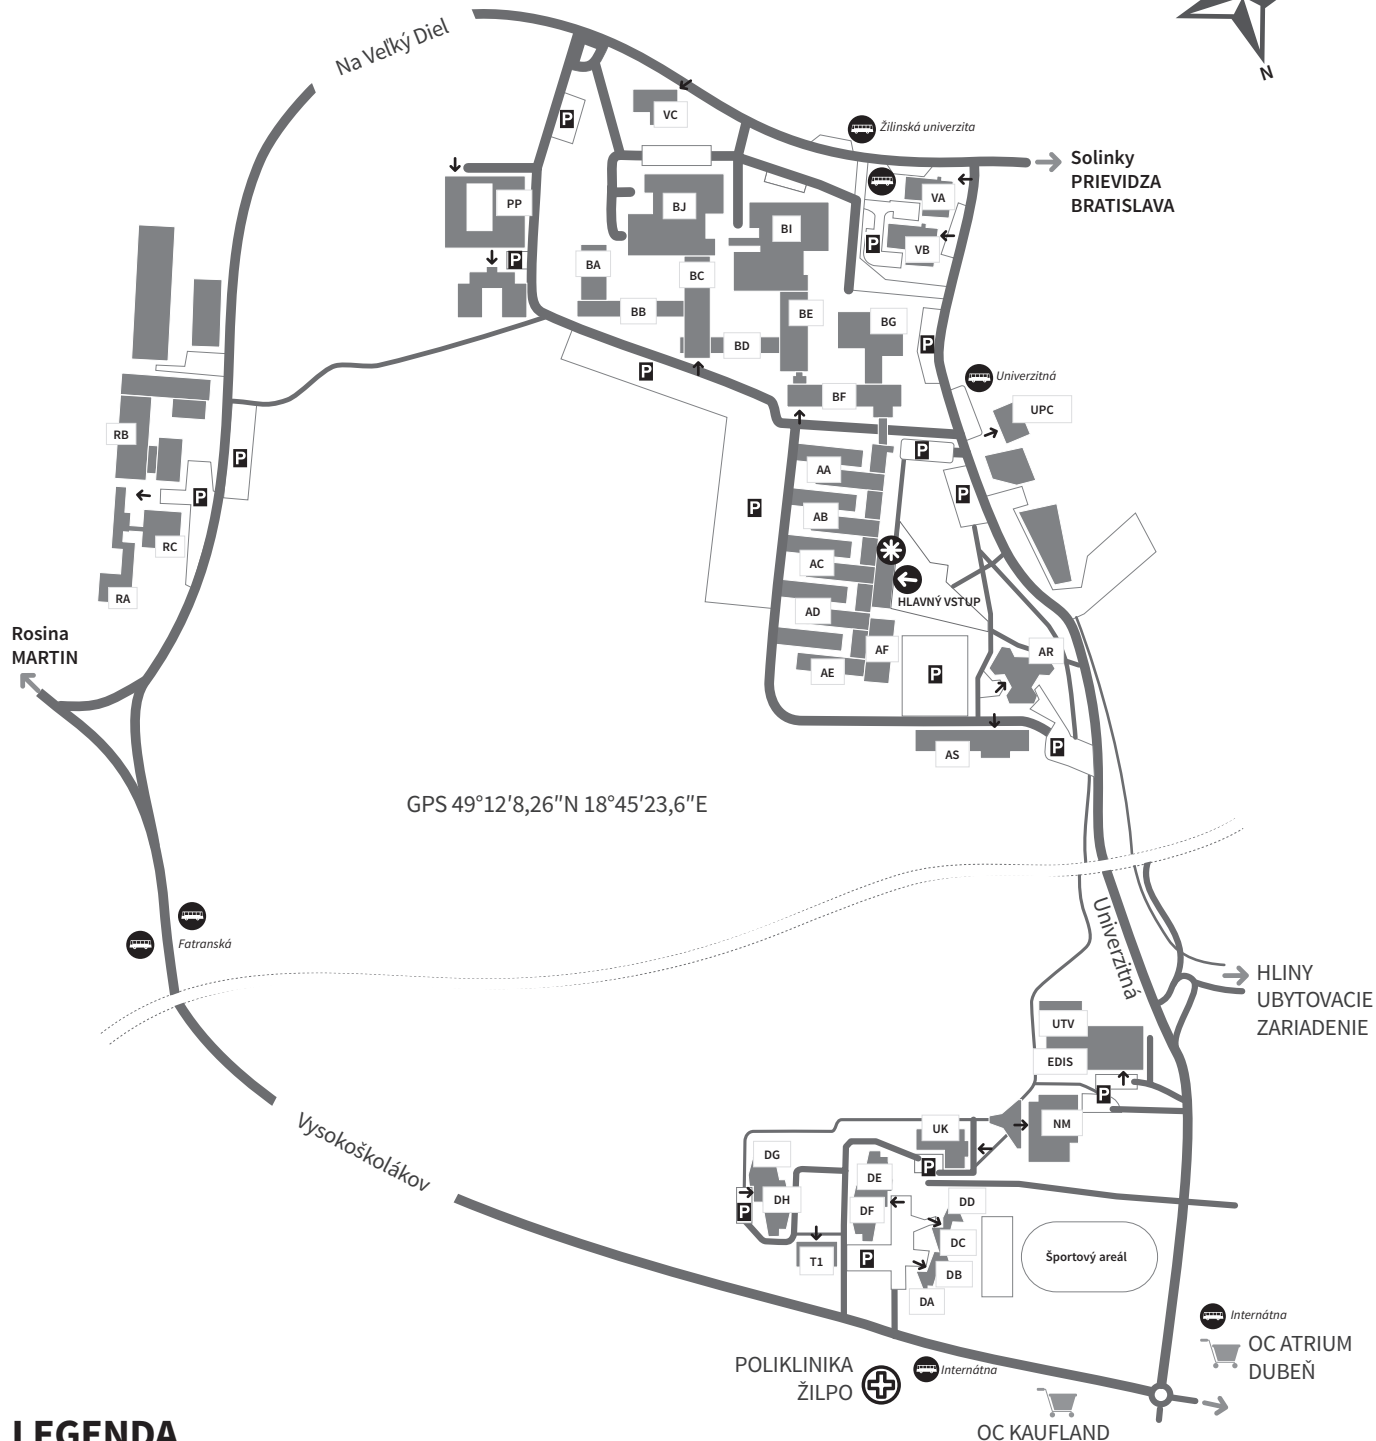 Na Veľký Diel
N
VC
Žilinská univerzita
Solinky
PRIEVIDZA
BRATISLAVA
P
PP
BJ
VA
BI
P
VB
P
BA
BC
BB
BE
BG
BD
P
P
Univerzitná
BF
UPC
RB
P
AA
P
P
P
P
AB
RC
AC
HLAVNÝ VSTUP
RA
AD
Rosina
MARTIN
AF
AR
AE
P
AS
P
GPS 49°12′8,26″N 18°45′23,6″E
Fatranská
Univerzitná
HLINY
UBYTOVACIE
ZARIADENIE
UTV
EDIS
P
Vysokoškolákov
UK
NM
DG
P
DE
DH
DD
P
DF
DC
T1
P
DB
Športový areál
DA
Internátna
OC ATRIUM
DUBEŇ
POLIKLINIKA
ŽILPO
Internátna
OC KAUFLAND
LEGENDA